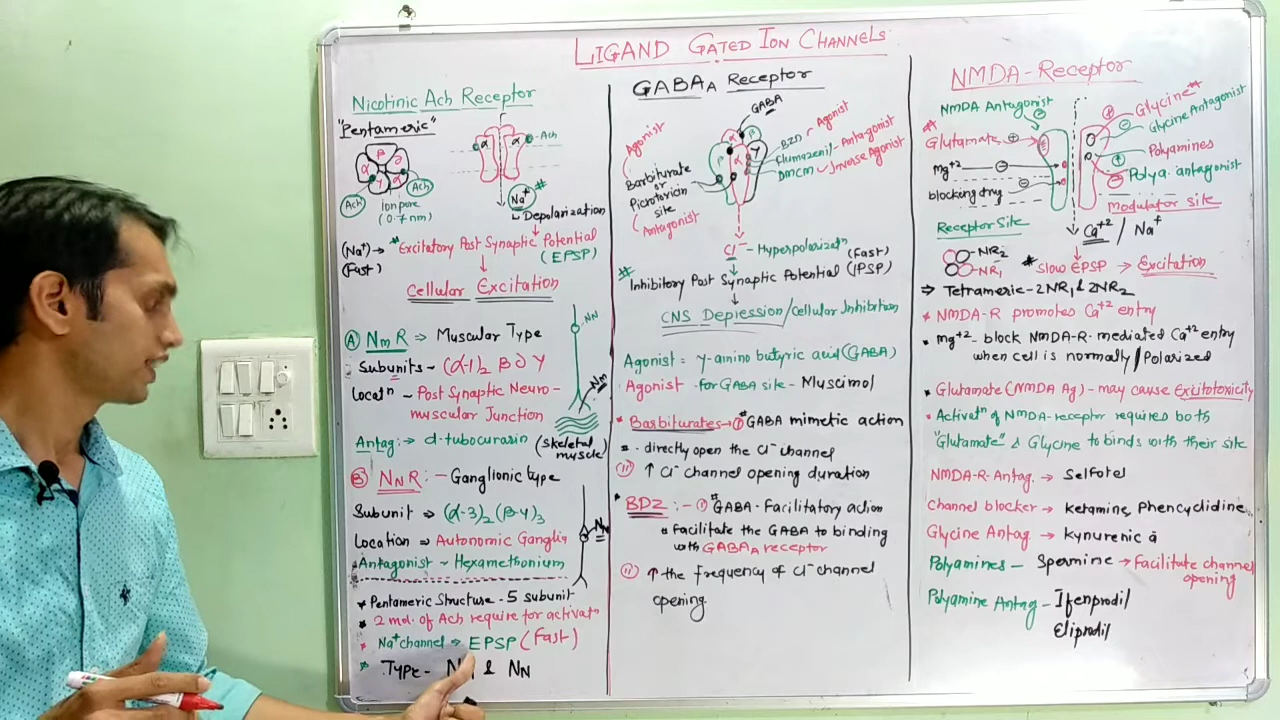 LIGAND GATED ION CHANNELS
Nicotinic Ach Receptor
"Pentameric"
α β γ α
Ach
Ach
Ion pore
(0.7nm)
α α
Ach
Na⁺ *
↳ Depolarization
(Na⁺) → * Excitatory Post Synaptic Potential
(Fast) (EPSP)
Cellular Excitation
(A) NmR ⇒ Muscular Type
Subunits - (α-1)₂ β ∂ γ
Locatⁿ ~ Post Synaptic Neuro-
muscular Junction
Antag: → d-tubocurarin (skeletal
muscle)
NN
Nm
(B) NNR: - Ganglionic type
Subunit ⇒ (α-3)₂ (β-4)₃
Location ⇒ Autonomic Ganglia
Antagonist ~ Hexamethonium
NN
* Pentameric Structure - 5 subunit
* 2 mol. of Ach require for activatⁿ
* Na⁺ channel ⇒ EPSP (Fast)
* Type - N & NN
GABA_A Receptor
GABA
α β γ β α
Agonist
Barbiturate
or
Picrotoxin
site
Antagonist
BZD - Agonist
Flumazenil - Antagonist
DMCM - Inverse Agonist
Cl⁻ - Hyperpolarizatⁿ (Fast)
* Inhibitory Post Synaptic Potential (IPSP)
CNS Depression/Cellular Inhibition
Agonist = γ-amino butyric acid (GABA)
Agonist for GABA site - Muscimol
* Barbiturates → (i) * GABA mimetic action
* - directly open the Cl⁻ channel
(ii) ↑ Cl⁻ channel opening duration
* BDZ: - (i) * GABA - Facilitatory action
* Facilitate the GABA to binding
with GABA_A receptor
(ii) ↑ the frequency of Cl⁻ channel
opening
NMDA-Receptor
NMDA Antagonist
* Glutamate (+)
Mg⁺²
blocking drug
Receptor Site
Glycine *
Glycine Antagonist
Polyamines
Polya. antagonist
Modulator site
Ca⁺² / Na⁺
NR₂
NR₁
* Slow EPSP → Excitation
⇒ Tetrameric - 2NR₁ & 2NR₂
* NMDA-R promotes Ca⁺² entry
* Mg⁺² - block NMDA-R-mediated Ca⁺² entry
when cell is normally/Polarized
* Glutamate (NMDA Ag) - may cause Excitotoxicity
* Activatⁿ of NMDA-receptor required both
"Glutamate" & Glycine to binds with their site
NMDA-R-Antag. → Selfotel
Channel blocker → ketamine, Phencyclidine
Glycine Antag → kynurenic a
Polyamines - Spermine → Facilitate channel
opening
Polyamine Antag - Ifenprodil
Eliprodil